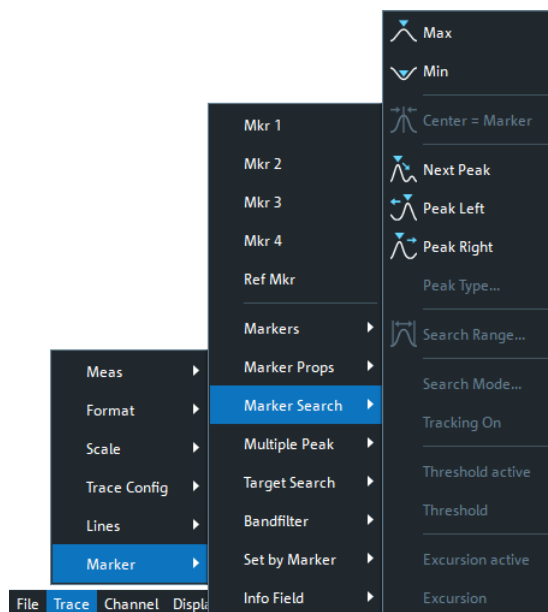 Max
Min
Center = Marker
Next Peak
Peak Left
Peak Right
Peak Type...
Search Range...
Search Mode...
Tracking On
Threshold active
Threshold
Excursion active
Excursion
Mkr 1
Mkr 2
Mkr 3
Mkr 4
Ref Mkr
Markers
Marker Props
Marker Search
Multiple Peak
Target Search
Bandfilter
Set by Marker
Info Field
Meas
Format
Scale
Trace Config
Lines
Marker
File Trace Channel